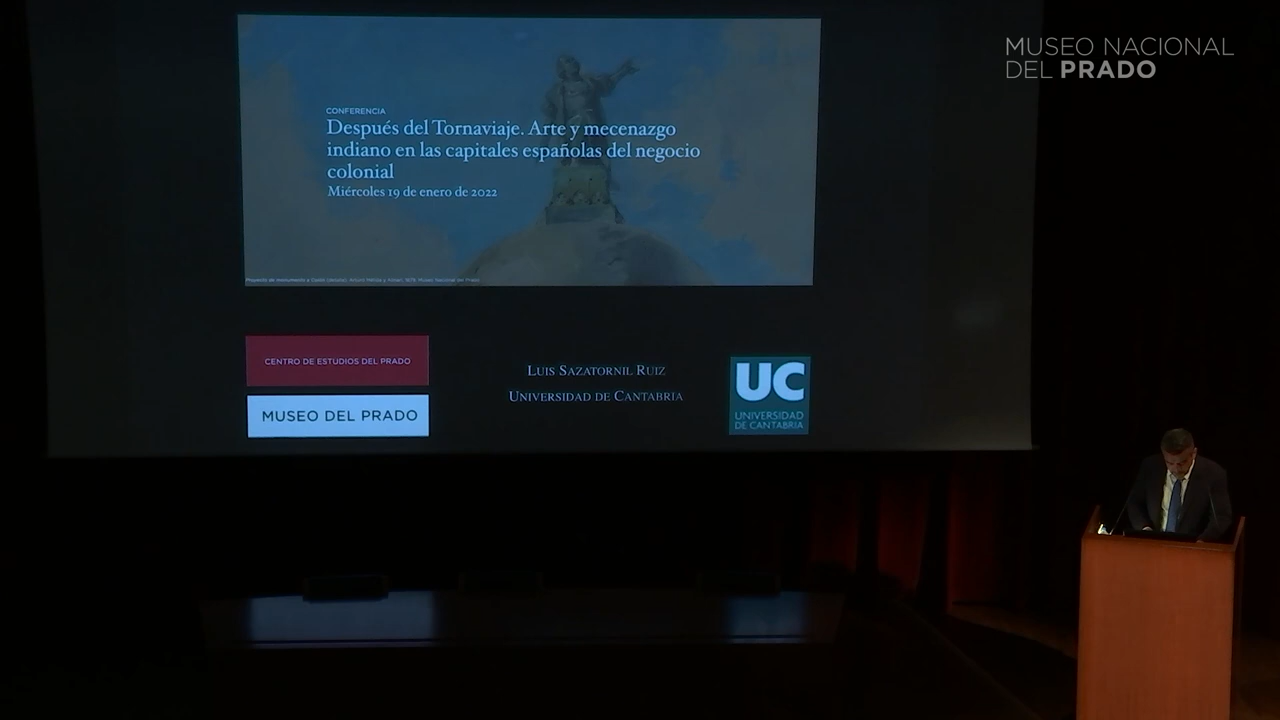 MUSEO NACIONAL
DEL PRADO
CONFERENCIA
Después del Tornaviaje. Arte y mecenazgo
indiano en las capitales españolas del negocio
colonial
Miércoles 19 de enero de 2022
CENTRO DE ESTUDIOS DEL PRADO
MUSEO DEL PRADO
LUIS SAZATORNIL RUIZ
UNIVERSIDAD DE CANTABRIA
UC
UNIVERSIDAD
DE CANTABRIA